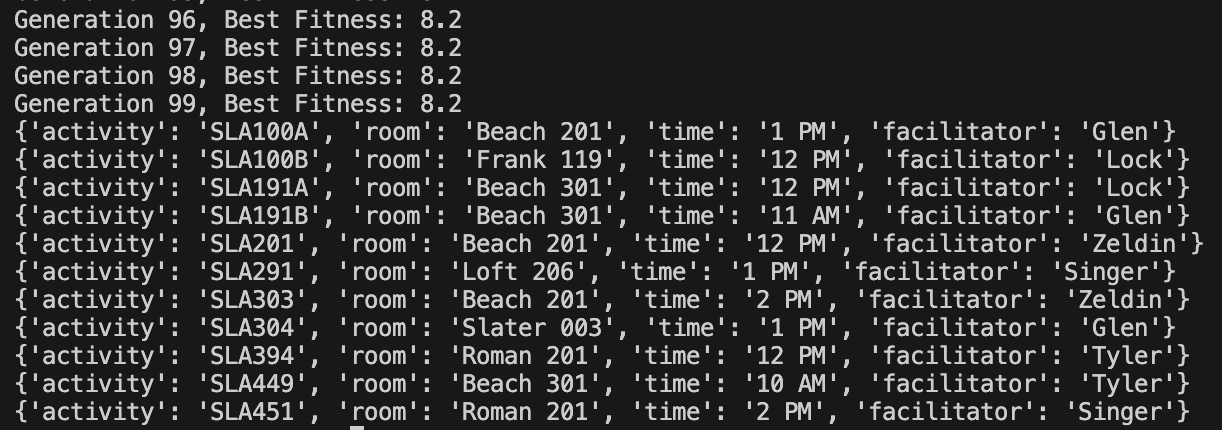 Generation 96, Best Fitness: 8.2
Generation 97, Best Fitness: 8.2
Generation 98, Best Fitness: 8.2
Generation 99, Best Fitness: 8.2
{'activity': 'SLA100A', 'room': 'Beach 201', 'time': '1 PM', 'facilitator': 'Glen'}
{'activity': 'SLA100B', 'room': 'Frank 119', 'time': '12 PM', 'facilitator': 'Lock'}
{'activity': 'SLA191A', 'room': 'Beach 301', 'time': '12 PM', 'facilitator': 'Lock'}
{'activity': 'SLA191B', 'room': 'Beach 301', 'time': '11 AM', 'facilitator': 'Glen'}
{'activity': 'SLA201', 'room': 'Beach 201', 'time': '12 PM', 'facilitator': 'Zeldin'}
{'activity': 'SLA291', 'room': 'Loft 206', 'time': '1 PM', 'facilitator': 'Singer'}
{'activity': 'SLA303', 'room': 'Beach 201', 'time': '2 PM', 'facilitator': 'Zeldin'}
{'activity': 'SLA304', 'room': 'Slater 003', 'time': '1 PM', 'facilitator': 'Glen'}
{'activity': 'SLA394', 'room': 'Roman 201', 'time': '12 PM', 'facilitator': 'Tyler'}
{'activity': 'SLA449', 'room': 'Beach 301', 'time': '10 AM', 'facilitator': 'Tyler'}
{'activity': 'SLA451', 'room': 'Roman 201', 'time': '2 PM', 'facilitator': 'Singer'}